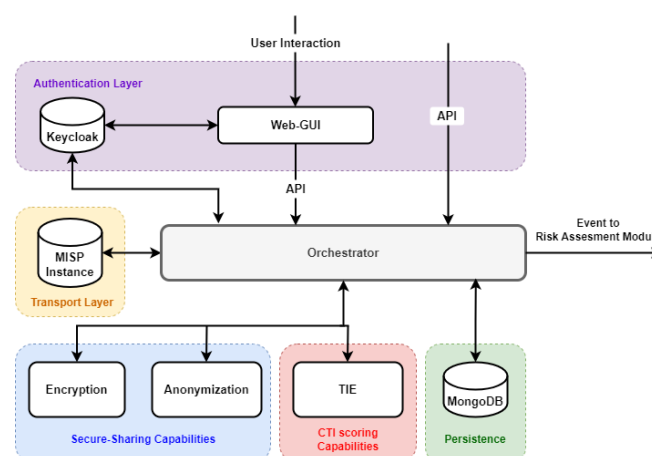 User Interaction
Authentication Layer
Keycloak
Web-GUI
API
API
MISP
Instance
Transport Layer
Orchestrator
Event to
Risk Assesment Modu
Encryption
Anonymization
Secure-Sharing Capabilities
TIE
CTI scoring
Capabilities
MongoDB
Persistence